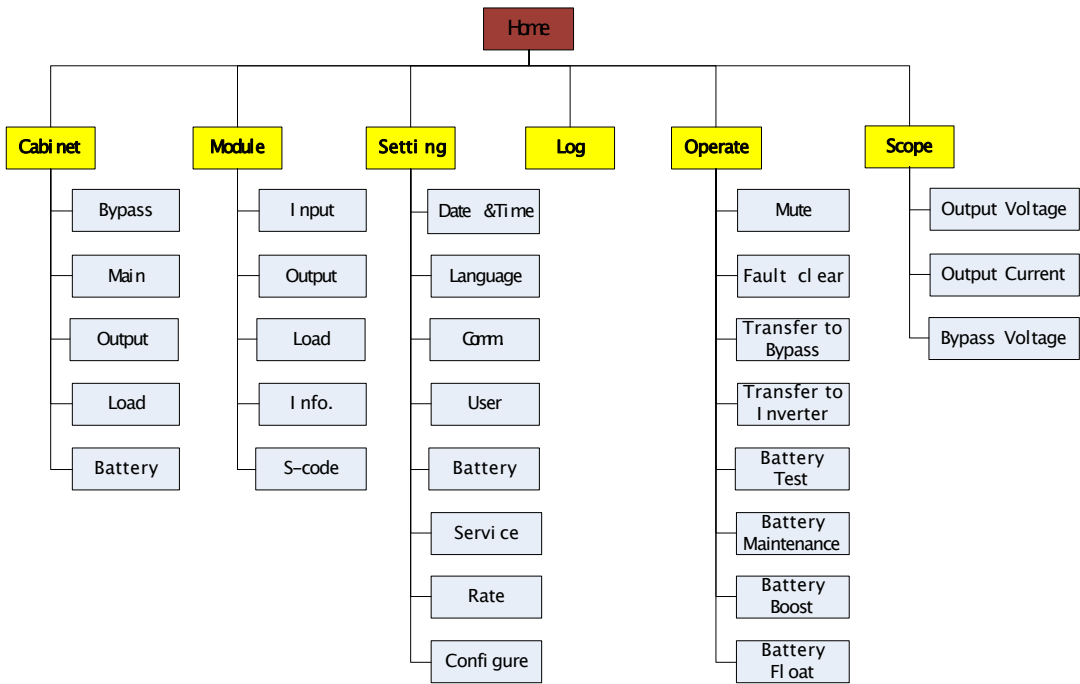 Home
Cabinet
Module
Setting
Log
Operate
Scope
Bypass
Main
Output
Load
Battery
Input
Output
Load
Info.
S-code
Date &Time
Language
Comm.
User
Battery
Service
Rate
Configure
Mute
Fault clear
Transfer to
Bypass
Transfer to
Inverter
Battery
Test
Battery
Maintenance
Battery
Boost
Battery
Float
Output Voltage
Output Current
Bypass Voltage